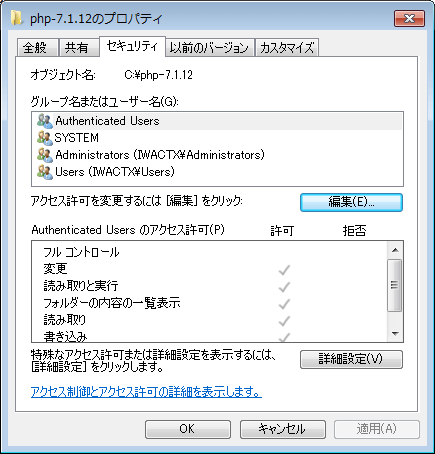 php-7.1.12のプロパティ
全般 共有 セキュリティ 以前のバージョン カスタマイズ
オブジェクト名: C:¥php-7.1.12
グループ名またはユーザー名(G):
Authenticated Users
SYSTEM
Administrators (IWACTX¥Administrators)
Users (IWACTX¥Users)
アクセス許可を変更するには [編集] をクリック: 編集(E)...
Authenticated Users のアクセス許可(P) 許可 拒否
フル コントロール
変更
読み取りと実行
フォルダーの内容の一覧表示
読み取り
書き込み
特殊なアクセス許可または詳細設定を表示するには、
[詳細設定] をクリックします。 詳細設定(V)
アクセス制御とアクセス許可の詳細を表示します。
OK キャンセル 適用(A)